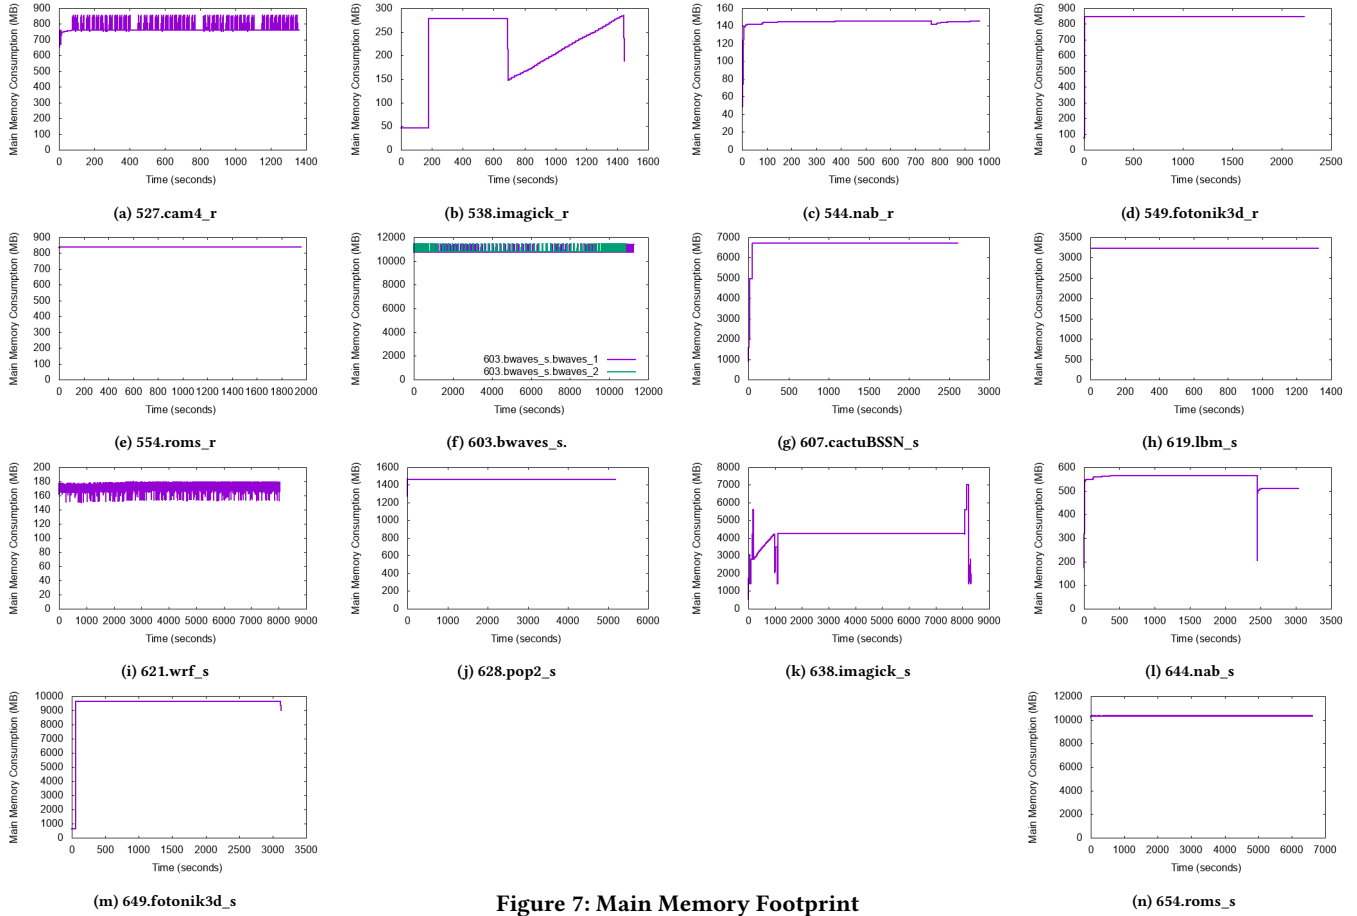 Main Memory Consumption (MB)
900
800
700
600
500
400
300
200
100
0
0 200 400 600 800 1000 1200 1400
Time (seconds)
(a) 527.cam4_r
Main Memory Consumption (MB)
300
250
200
150
100
50
0
0 200 400 600 800 1000 1200 1400 1600
Time (seconds)
(b) 538.imagick_r
Main Memory Consumption (MB)
160
140
120
100
80
60
40
20
0
0 100 200 300 400 500 600 700 800 900 1000
Time (seconds)
(c) 544.nab_r
Main Memory Consumption (MB)
900
800
700
600
500
400
300
200
100
0
0 500 1000 1500 2000 2500
Time (seconds)
(d) 549.fotonik3d_r
Main Memory Consumption (MB)
900
800
700
600
500
400
300
200
100
0
0 200 400 600 800 1000 1200 1400 1600 1800 2000
Time (seconds)
(e) 554.roms_r
Main Memory Consumption (MB)
12000
10000
8000
6000
4000
2000
0
603.bwaves_s.bwaves_1
603.bwaves_s.bwaves_2
0 2000 4000 6000 8000 10000 12000
Time (seconds)
(f) 603.bwaves_s.
Main Memory Consumption (MB)
7000
6000
5000
4000
3000
2000
1000
0
0 500 1000 1500 2000 2500 3000
Time (seconds)
(g) 607.cactuBSSN_s
Main Memory Consumption (MB)
3500
3000
2500
2000
1500
1000
500
0
0 200 400 600 800 1000 1200 1400
Time (seconds)
(h) 619.lbm_s
Main Memory Consumption (MB)
200
180
160
140
120
100
80
60
40
20
0
0 1000 2000 3000 4000 5000 6000 7000 8000 9000
Time (seconds)
(i) 621.wrf_s
Main Memory Consumption (MB)
1600
1400
1200
1000
800
600
400
200
0
0 1000 2000 3000 4000 5000 6000
Time (seconds)
(j) 628.pop2_s
Main Memory Consumption (MB)
8000
7000
6000
5000
4000
3000
2000
1000
0
0 1000 2000 3000 4000 5000 6000 7000 8000 9000
Time (seconds)
(k) 638.imagick_s
Main Memory Consumption (MB)
600
500
400
300
200
100
0
0 500 1000 1500 2000 2500 3000 3500
Time (seconds)
(l) 644.nab_s
Main Memory Consumption (MB)
10000
9000
8000
7000
6000
5000
4000
3000
2000
1000
0
0 500 1000 1500 2000 2500 3000 3500
Time (seconds)
(m) 649.fotonik3d_s
Main Memory Consumption (MB)
12000
10000
8000
6000
4000
2000
0
0 1000 2000 3000 4000 5000 6000 7000
Time (seconds)
(n) 654.roms_s
Figure 7: Main Memory Footprint